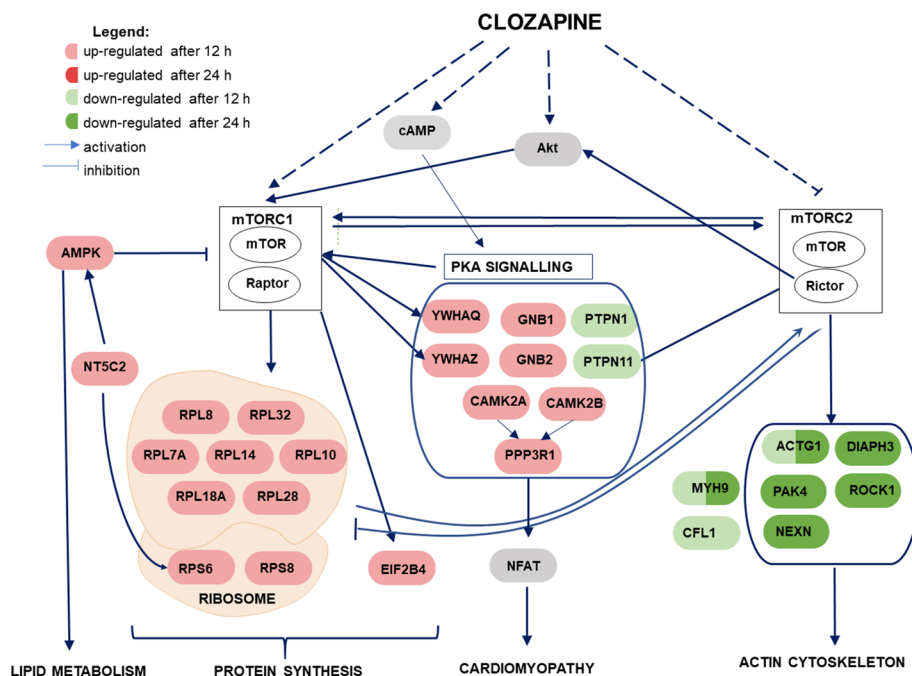 CLOZAPINE
Legend:
up-regulated after 12 h
up-regulated after 24 h
down-regulated after 12 h
down-regulated after 24 h
activation
inhibition
cAMP
Akt
mTORC1
mTOR
Raptor
mTORC2
mTOR
Rictor
AMPK
PKA SIGNALLING
YWHAQ
GNB1
PTPN1
YWHAZ
GNB2
PTPN11
NT5C2
CAMK2A
CAMK2B
PPP3R1
RPL8
RPL32
RPL7A
RPL14
RPL10
RPL18A
RPL28
RPS6
RPS8
RIBOSOME
EIF2B4
NFAT
ACTG1
DIAPH3
MYH9
PAK4
ROCK1
CFL1
NEXN
LIPID METABOLISM
PROTEIN SYNTHESIS
CARDIOMYOPATHY
ACTIN CYTOSKELETON